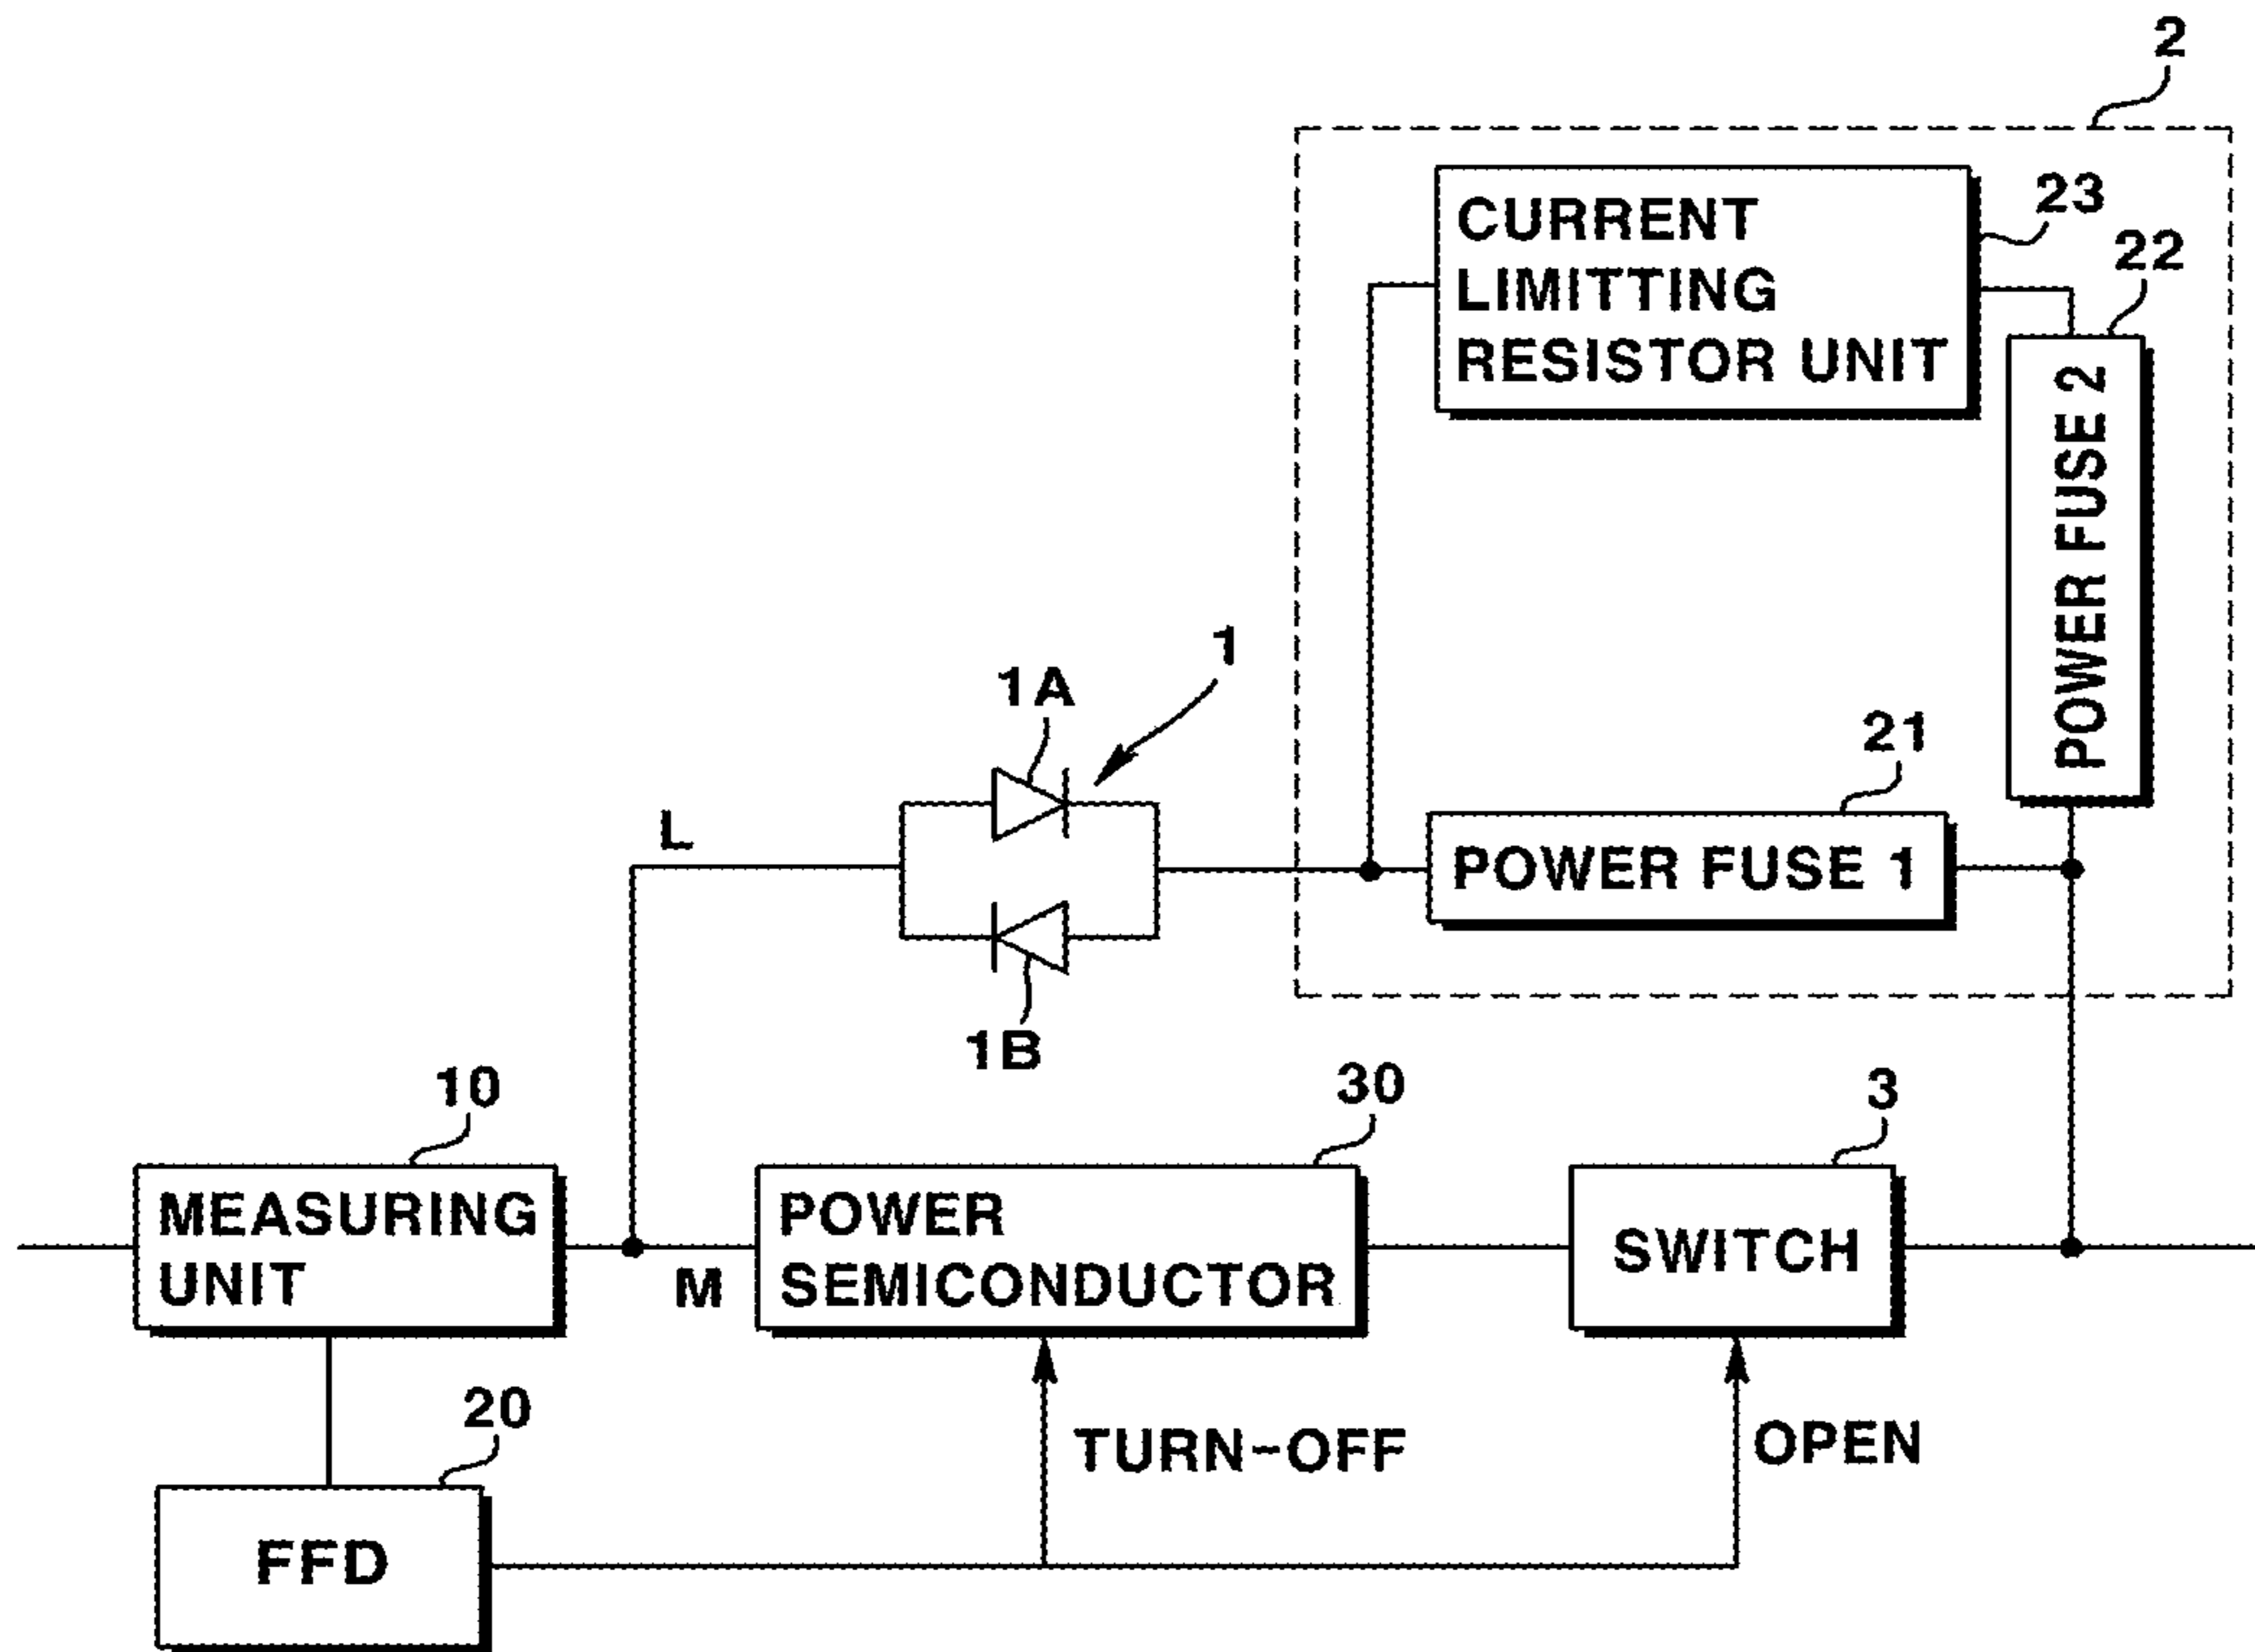 2
CURRENT
LIMITTING
RESISTOR UNIT
23
22
POWER FUSE 2
1
1A
21
L
POWER FUSE 1
1B
10
30
3
MEASURING
UNIT
M
POWER
SEMICONDUCTOR
SWITCH
20
TURN-OFF
OPEN
FFD